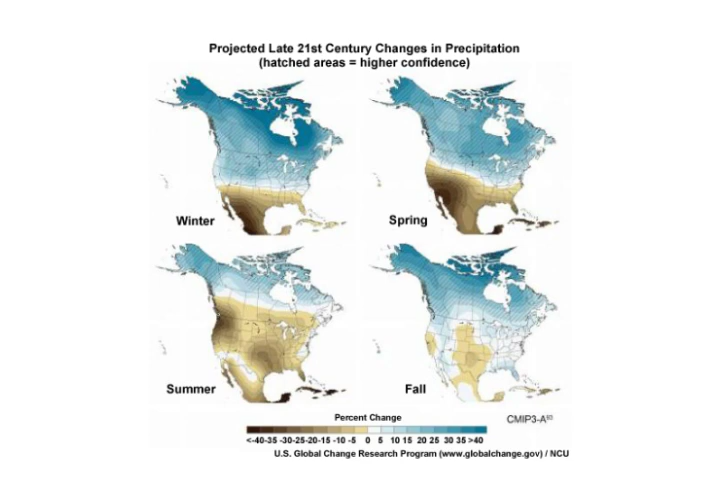 Projected Late 21st Century Changes in Precipitation
(hatched areas = higher confidence)
Winter
Spring
Summer
Fall
Percent Change
<-40-35 -30-25-20-15 -10 -5 0 5 10 15 20 25 30 35 >40
U.S. Global Change Research Program (www.globalchange.gov) / NCU